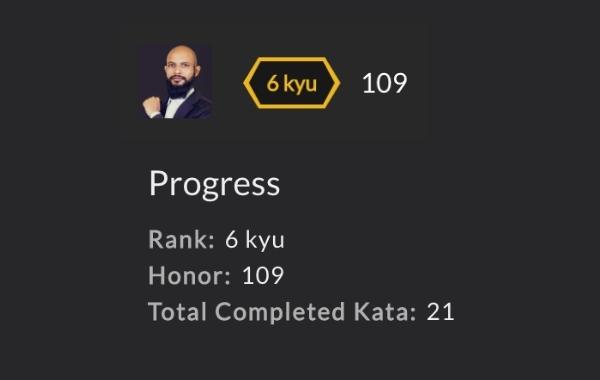 6 kyu 109
Progress
Rank: 6 kyu
Honor: 109
Total Completed Kata: 21